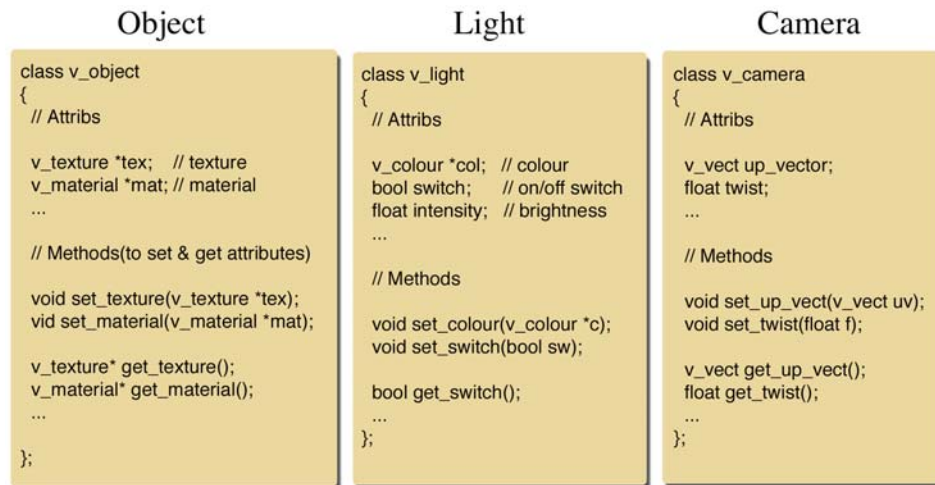 Object
class v_object
{
// Attribs
v_texture *tex; // texture
v_material *mat; // material
...
// Methods(to set & get attributes)
void set_texture(v_texture *tex);
vid set_material(v_material *mat);
v_texture* get_texture();
v_material* get_material();
...
};
Light
class v_light
{
// Attribs
v_colour *col; // colour
bool switch; // on/off switch
float intensity; // brightness
...
// Methods
void set_colour(v_colour *c);
void set_switch(bool sw);
bool get_switch();
...
};
Camera
class v_camera
{
// Attribs
v_vect up_vector;
float twist;
...
// Methods
void set_up_vect(v_vect uv);
void set_twist(float f);
v_vect get_up_vect();
float get_twist();
...
};